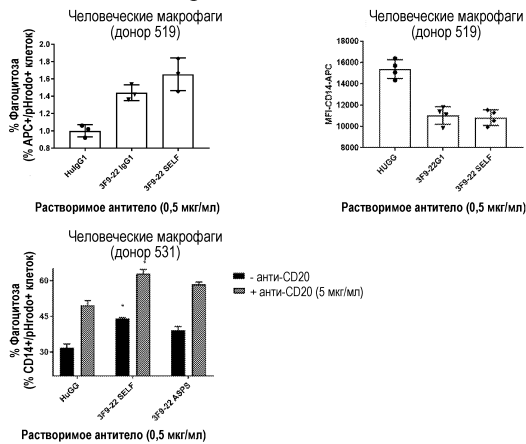 Человеческие макрофаги
(донор 519)
% Фагоцитоза
(% APC+/pHrodo+ клеток)
1.8
1.6
1.4
1.2
1.0
0.8
HuIgG1
3F9-22 IgG1
3F9-22 SELF
Растворимое антитело (0,5 мкг/мл)
Человеческие макрофаги
(донор 519)
MFI-CD14-APC
18000
16000
14000
12000
10000
8000
HUGG
3F9-22G1
3F9-22 SELF
Растворимое антитело (0,5 мкг/мл)
Человеческие макрофаги
(донор 531)
% Фагоцитоза
(% CD14+/pHrodo+ клеток)
60
45
30
HuGG
3F9-22 SELF
3F9-22 ASPS
Растворимое антитело (0,5 мкг/мл)
- анти-CD20
+ анти-CD20 (5 мкг/мл)